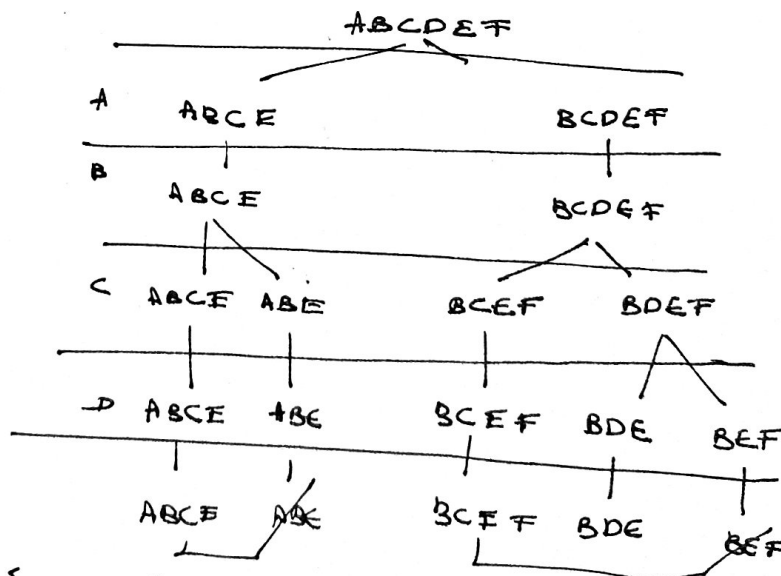 ABCDEF
A ABCE BCDEF
B ABCE BCDEF
C ABCE ABE BCEF BDEF
D ABCE ABE BCEF BDE BEF
ABCE ABE BCEF BDE BEF